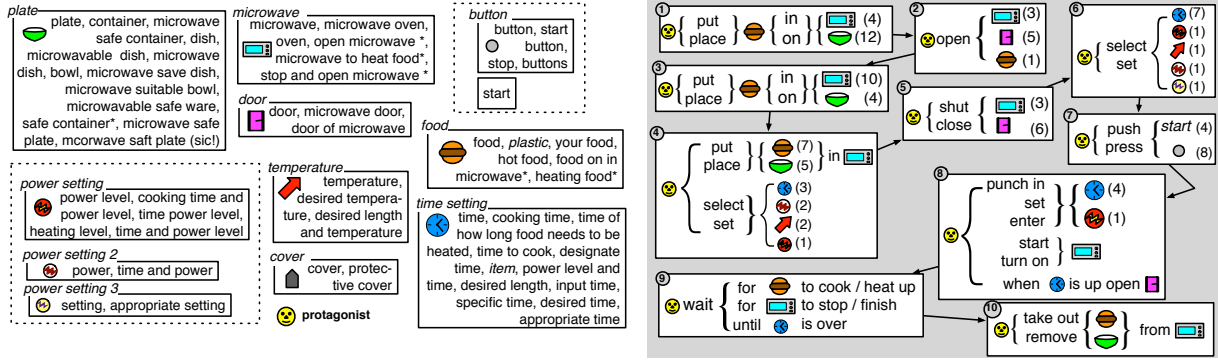 plate
plate, container, microwave
safe container, dish,
microwavable dish, microwave
dish, bowl, microwave save dish,
microwave suitable bowl,
microwavable safe ware,
safe container*, microwave safe
plate, mcorwave saft plate (sic!)
microwave
microwave, microwave oven,
oven, open microwave *,
microwave to heat food*,
stop and open microwave *
door
door, microwave door,
door of microwave
button
button, start
button,
stop, buttons
start
food
food, plastic, your food,
hot food, food on in
microwave*, heating food*
power setting
power level, cooking time and
power level, time power level,
heating level, time and power level
power setting 2
power, time and power
power setting 3
setting, appropriate setting
temperature
temperature,
desired tempera-
ture, desired length
and temperature
cover
cover, protec-
tive cover
protagonist
time setting
time, cooking time, time of
how long food needs to be
heated, time to cook, designate
time, item, power level and
time, desired length, input time,
specific time, desired time,
appropriate time
1
put
place
in
on
(4)
(12)
2
open
(3)
(5)
(1)
3
put
place
in
on
(10)
(4)
4
put
place
(7)
(5)
in
select
set
(3)
(2)
(2)
(1)
5
shut
close
(3)
(6)
6
select
set
(7)
(1)
(1)
(1)
(1)
7
push
press
start (4)
(8)
8
punch in
set
enter
(4)
(1)
start
turn on
when is up open
9
wait
for to cook / heat up
for to stop / finish
until is over
10
take out
remove
from